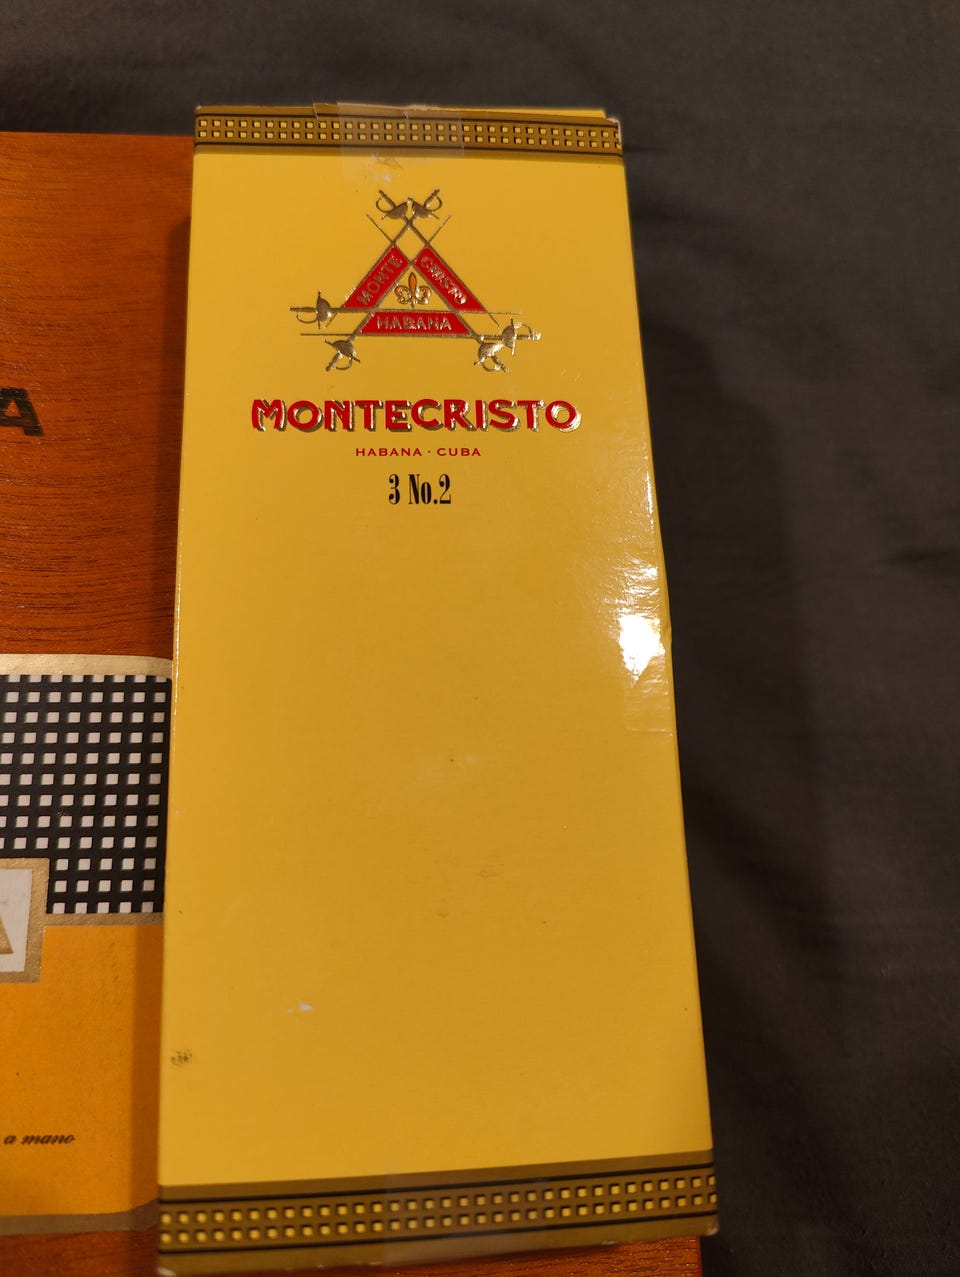 MONTE CRISTO
HABANA
MONTECRISTO
HABANA · CUBA
3 No.2
A
A
a mano